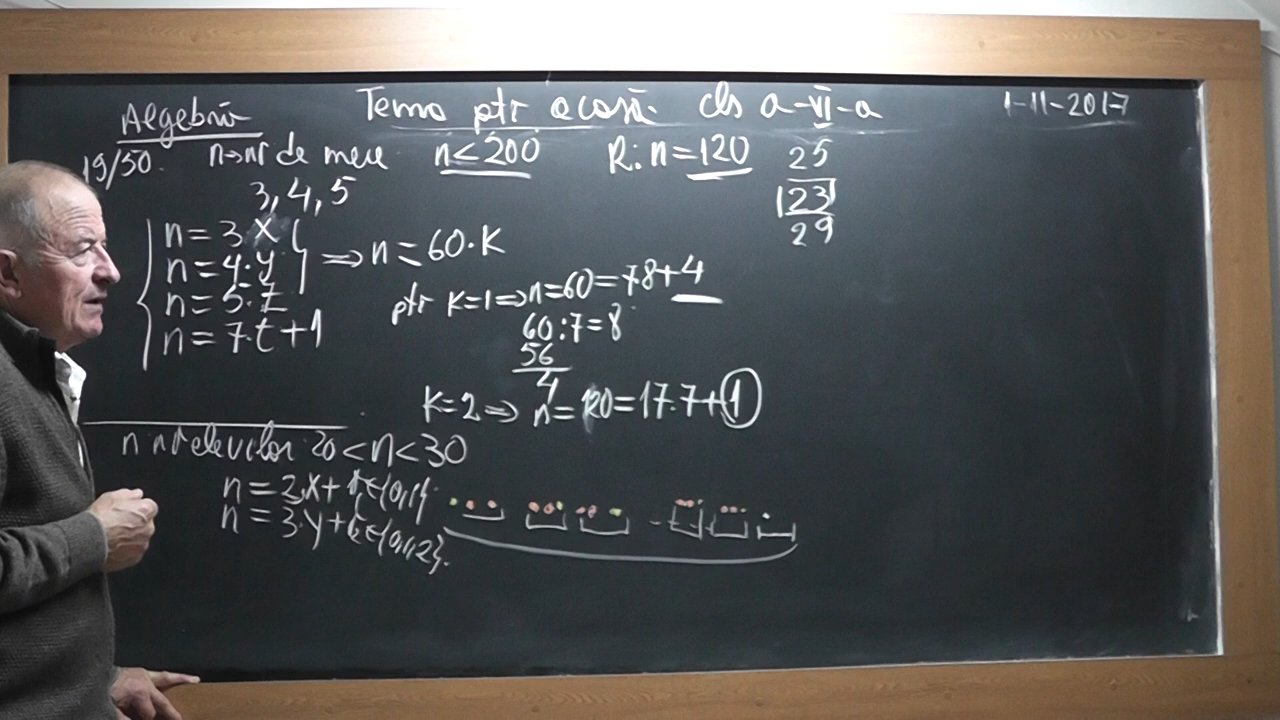 Algebră Tema ptr acasă cls a-VI-a 1-11-2017
19/50. n→nr de mere n<200 R: n=120
3, 4, 5
25
123
29
n=3·x
n=4·y
n=5·z
n=7·t+1
⇒n=60·K
ptr K=1⇒n=60=7·8+4
60:7=8
56
4
K=2⇒ n=120=17·7+1
n nr elevilor 20<n<30
n=2·x+ ∈{0,1}
n=3·y+ ∈{0,1,2}.